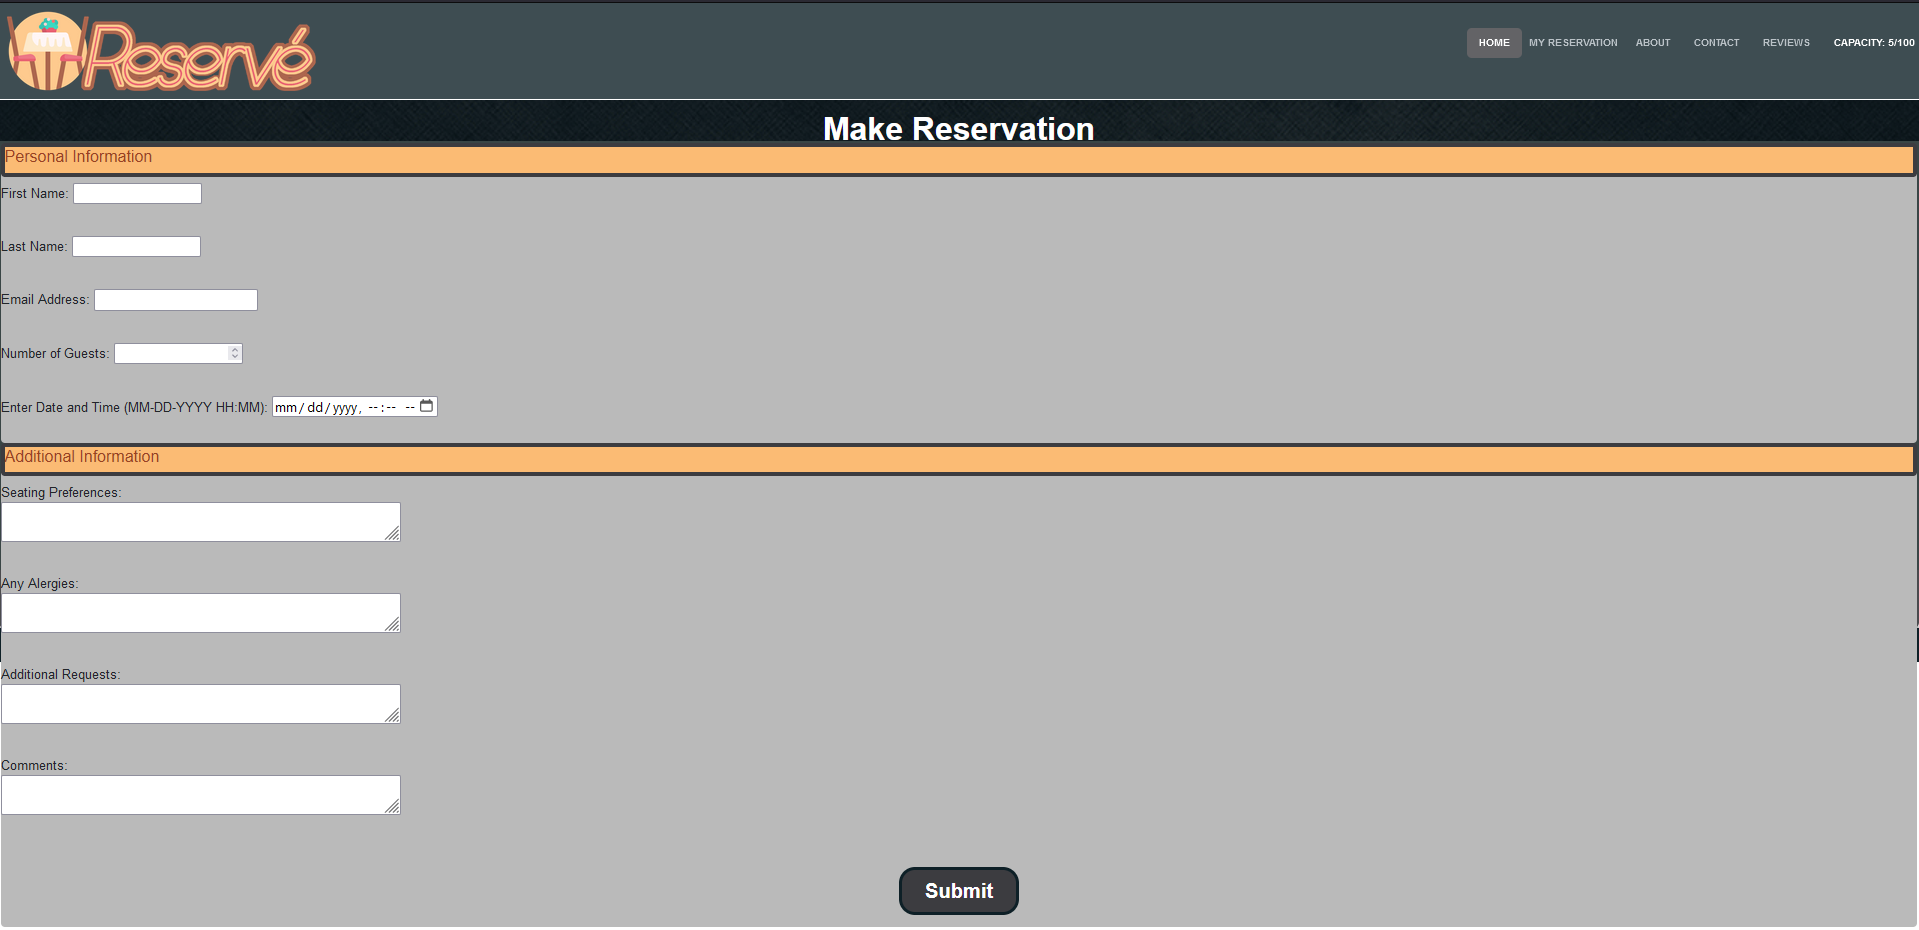 Reservé
HOME MY RESERVATION ABOUT CONTACT REVIEWS CAPACITY: 5/100
Make Reservation
Personal Information
First Name:
Last Name:
Email Address:
Number of Guests:
Enter Date and Time (MM-DD-YYYY HH:MM): mm/dd/yyyy, --:-- --
Additional Information
Seating Preferences:
Any Alergies:
Additional Requests:
Comments:
Submit